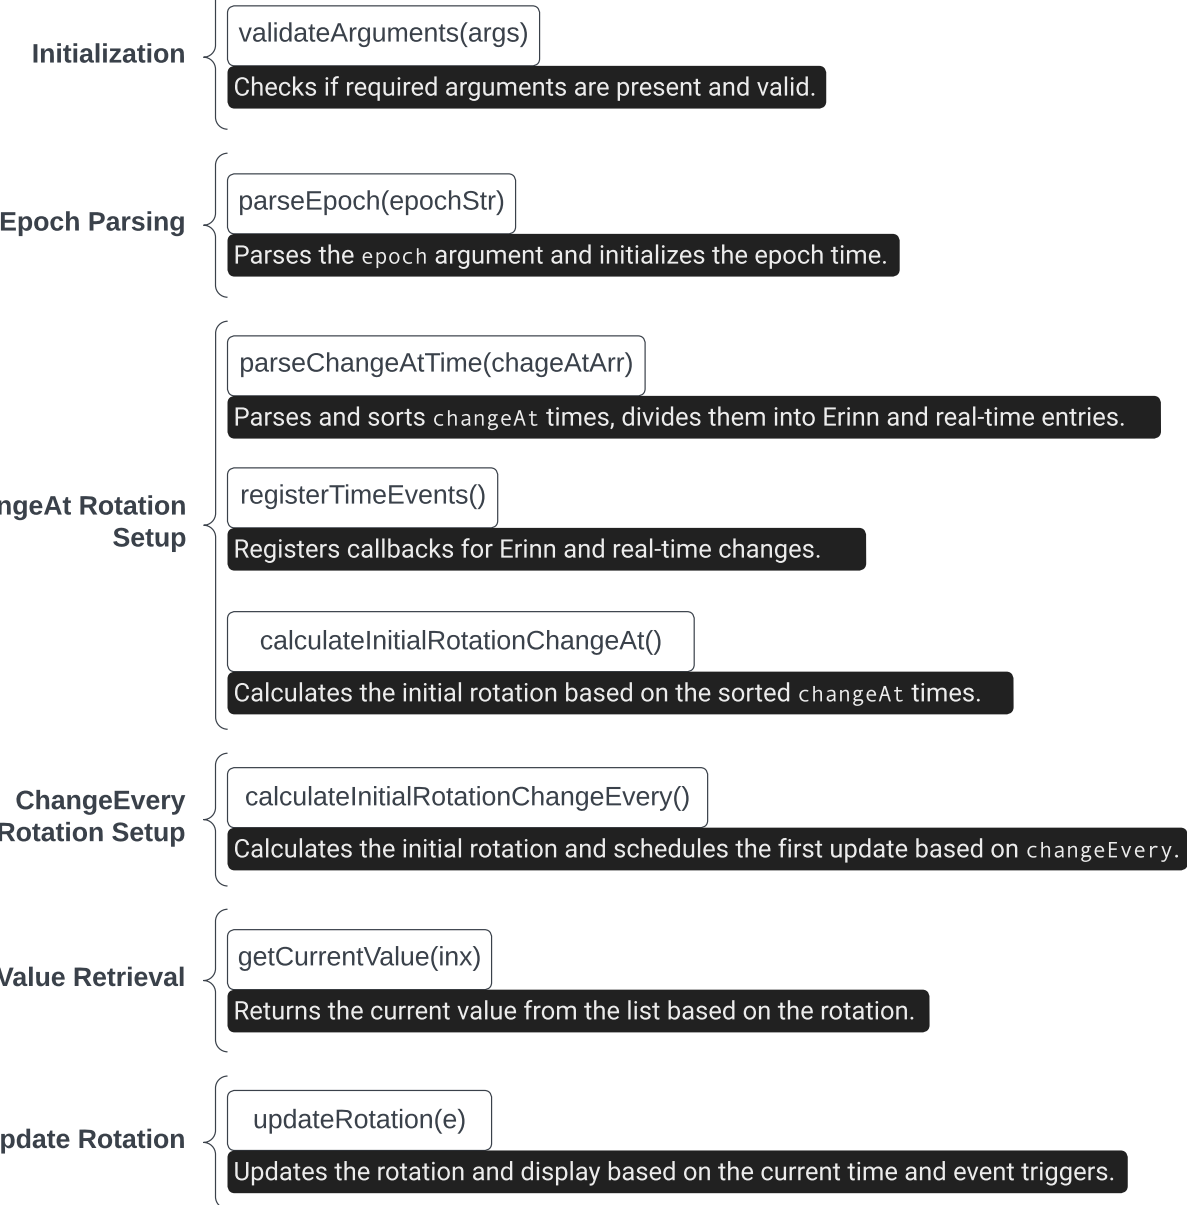 Initialization
validateArguments(args)
Checks if required arguments are present and valid.
Epoch Parsing
parseEpoch(epochStr)
Parses the epoch argument and initializes the epoch time.
ngeAt Rotation
Setup
parseChangeAtTime(chageAtArr)
Parses and sorts changeAt times, divides them into Erinn and real-time entries.
registerTimeEvents()
Registers callbacks for Erinn and real-time changes.
calculateInitialRotationChangeAt()
Calculates the initial rotation based on the sorted changeAt times.
ChangeEvery
Rotation Setup
calculateInitialRotationChangeEvery()
Calculates the initial rotation and schedules the first update based on changeEvery.
Value Retrieval
getCurrentValue(inx)
Returns the current value from the list based on the rotation.
pdate Rotation
updateRotation(e)
Updates the rotation and display based on the current time and event triggers.